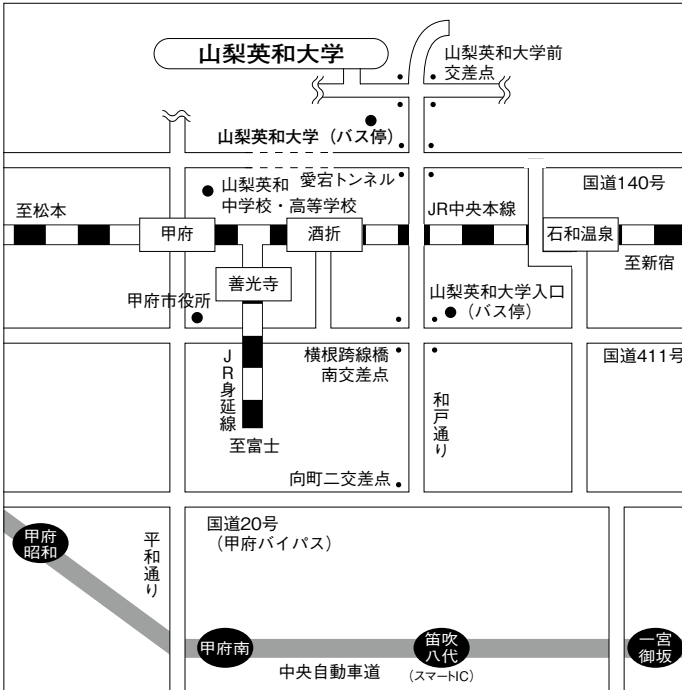 山梨英和大学
山梨英和大学前
交差点
山梨英和大学（バス停）
愛宕トンネル
山梨英和
中学校・高等学校
国道140号
至松本
JR中央本線
甲府
酒折
石和温泉
至新宿
善光寺
甲府市役所
山梨英和大学入口
（バス停）
横根跨線橋
南交差点
国道411号
JR身延線
和戸通り
至富士
向町二交差点
国道20号
（甲府バイパス）
甲府
昭和
平和通り
甲府南
笛吹
八代
（スマートIC）
一宮
御坂
中央自動車道